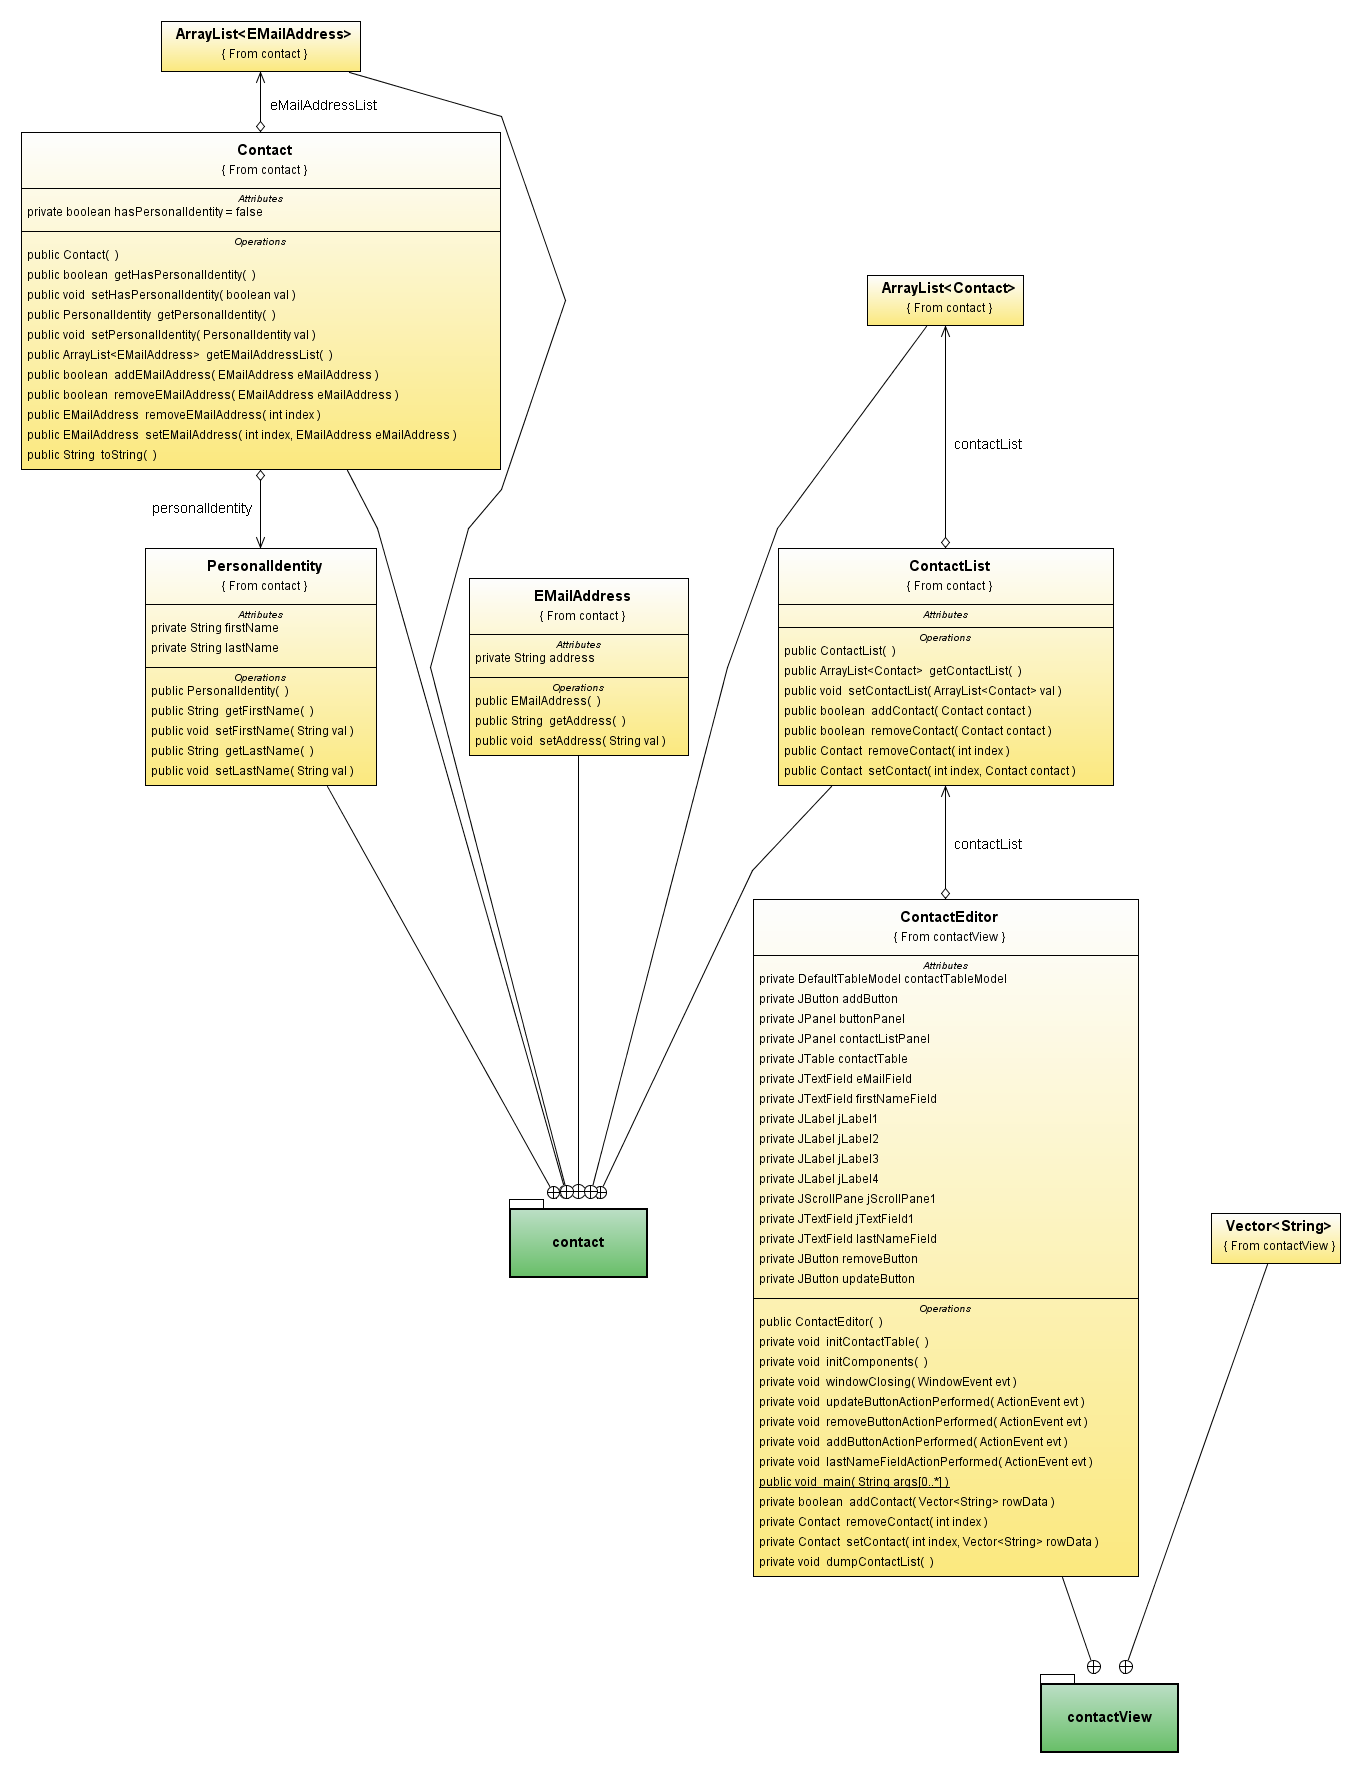 ArrayList<EMailAddress>
{ From contact }
eMailAddressList
Contact
{ From contact }
Attributes
private boolean hasPersonalIdentity = false
Operations
public Contact( )
public boolean getHasPersonalIdentity( )
public void setHasPersonalIdentity( boolean val )
public PersonalIdentity getPersonalIdentity( )
public void setPersonalIdentity( PersonalIdentity val )
public ArrayList<EMailAddress> getEMailAddressList( )
public boolean addEMailAddress( EMailAddress eMailAddress )
public boolean removeEMailAddress( EMailAddress eMailAddress )
public EMailAddress removeEMailAddress( int index )
public EMailAddress setEMailAddress( int index, EMailAddress eMailAddress )
public String toString( )
personalIdentity
PersonalIdentity
{ From contact }
Attributes
private String firstName
private String lastName
Operations
public PersonalIdentity( )
public String getFirstName( )
public void setFirstName( String val )
public String getLastName( )
public void setLastName( String val )
EMailAddress
{ From contact }
Attributes
private String address
Operations
public EMailAddress( )
public String getAddress( )
public void setAddress( String val )
ArrayList<Contact>
{ From contact }
contactList
ContactList
{ From contact }
Attributes
Operations
public ContactList( )
public ArrayList<Contact> getContactList( )
public void setContactList( ArrayList<Contact> val )
public boolean addContact( Contact contact )
public boolean removeContact( Contact contact )
public Contact removeContact( int index )
public Contact setContact( int index, Contact contact )
contactList
ContactEditor
{ From contactView }
Attributes
private DefaultTableModel contactTableModel
private JButton addButton
private JPanel buttonPanel
private JPanel contactListPanel
private JTable contactTable
private JTextField eMailField
private JTextField firstNameField
private JLabel jLabel1
private JLabel jLabel2
private JLabel jLabel3
private JLabel jLabel4
private JScrollPane jScrollPane1
private JTextField jTextField1
private JTextField lastNameField
private JButton removeButton
private JButton updateButton
Operations
public ContactEditor( )
private void initContactTable( )
private void initComponents( )
private void windowClosing( WindowEvent evt )
private void updateButtonActionPerformed( ActionEvent evt )
private void removeButtonActionPerformed( ActionEvent evt )
private void addButtonActionPerformed( ActionEvent evt )
private void lastNameFieldActionPerformed( ActionEvent evt )
public void main( String args[0..*] )
private boolean addContact( Vector<String> rowData )
private Contact removeContact( int index )
private Contact setContact( int index, Vector<String> rowData )
private void dumpContactList( )
contact
Vector<String>
{ From contactView }
contactView